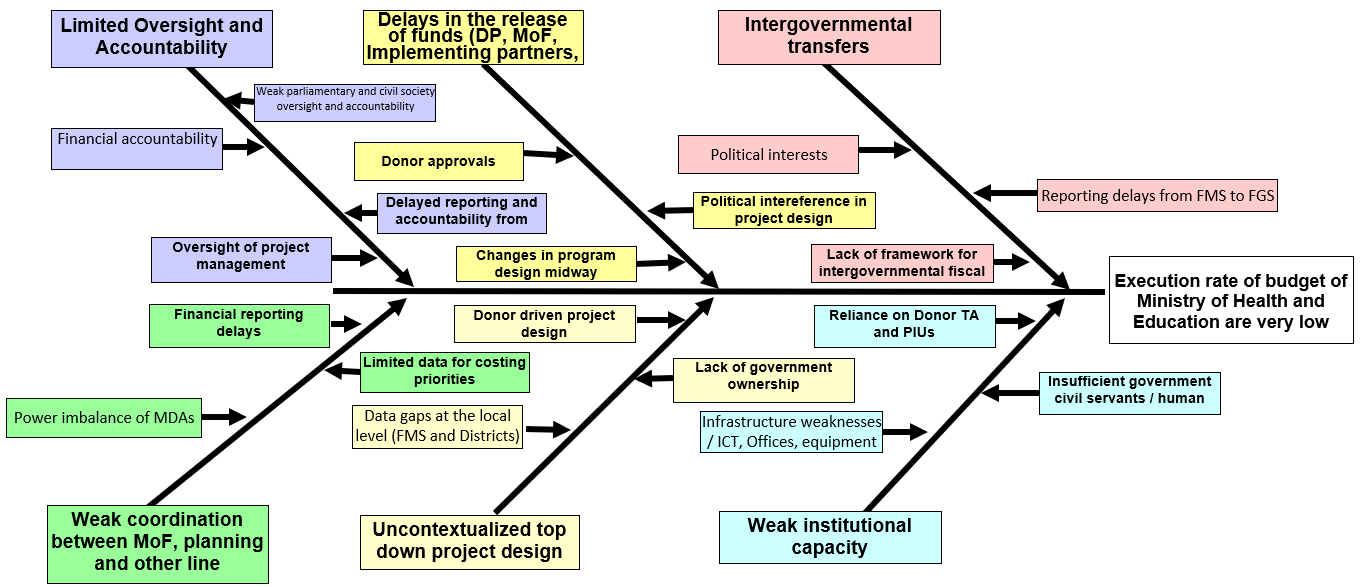 Limited Oversight and
Accountability
Delays in the release
of funds (DP, MoF,
Implementing partners,
Intergovernmental
transfers
Weak parliamentary and civil society
oversight and accountability
Financial accountability
Donor approvals
Political interests
Delayed reporting and
accountability from
Political intereference in
project design
Reporting delays from FMS to FGS
Oversight of project
management
Changes in program
design midway
Lack of framework for
intergovernmental fiscal
Execution rate of budget of
Ministry of Health and
Education are very low
Financial reporting
delays
Donor driven project
design
Reliance on Donor TA
and PIUs
Limited data for costing
priorities
Lack of government
ownership
Insufficient government
civil servants / human
Power imbalance of MDAs
Data gaps at the local
level (FMS and Districts)
Infrastructure weaknesses
/ ICT, Offices, equipment
Weak coordination
between MoF, planning
and other line
Uncontextualized top
down project design
Weak institutional
capacity